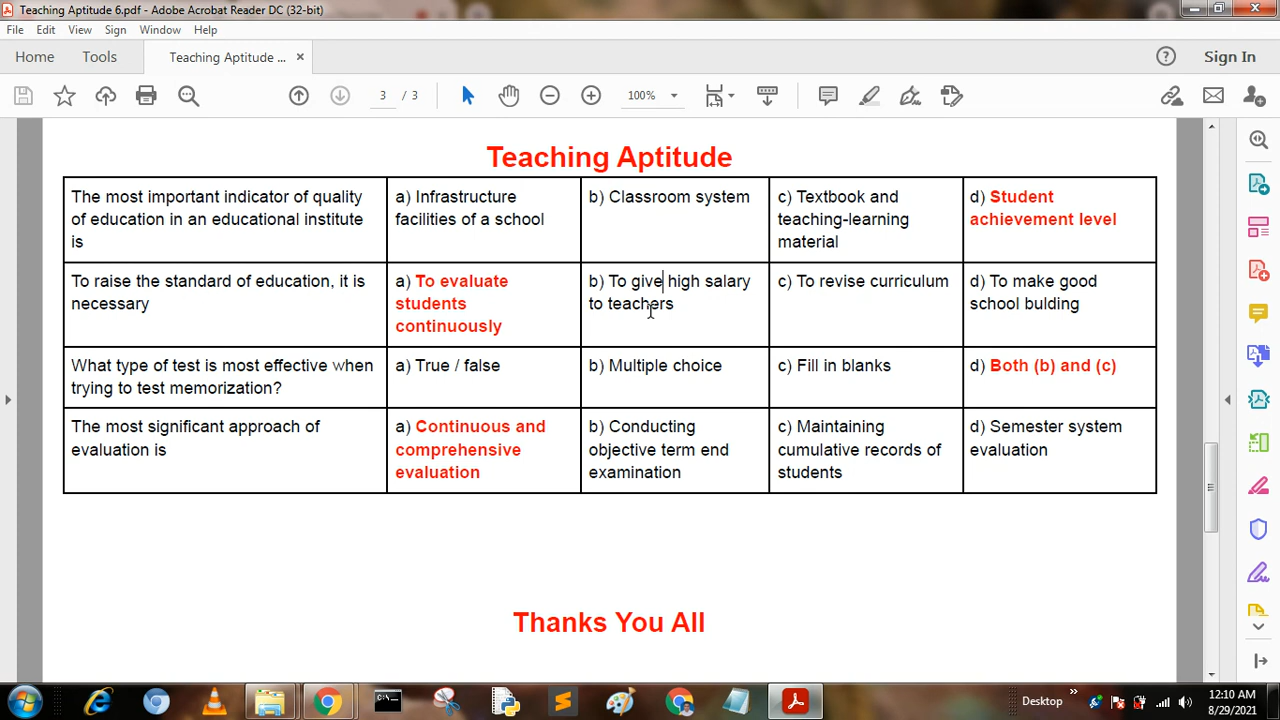 Teaching Aptitude 6.pdf - Adobe Acrobat Reader DC (32-bit)
File Edit View Sign Window Help
Home Tools Teaching Aptitude ... × Sign In
3 / 3 100%
Teaching Aptitude
The most important indicator of quality
of education in an educational institute
is
a) Infrastructure
facilities of a school
b) Classroom system
c) Textbook and
teaching-learning
material
d) Student
achievement level
To raise the standard of education, it is
necessary
a) To evaluate
students
continuously
b) To give high salary
to teachers
c) To revise curriculum
d) To make good
school bulding
What type of test is most effective when
trying to test memorization?
a) True / false
b) Multiple choice
c) Fill in blanks
d) Both (b) and (c)
The most significant approach of
evaluation is
a) Continuous and
comprehensive
evaluation
b) Conducting
objective term end
examination
c) Maintaining
cumulative records of
students
d) Semester system
evaluation
Thanks You All
Desktop
12:10 AM
8/29/2021